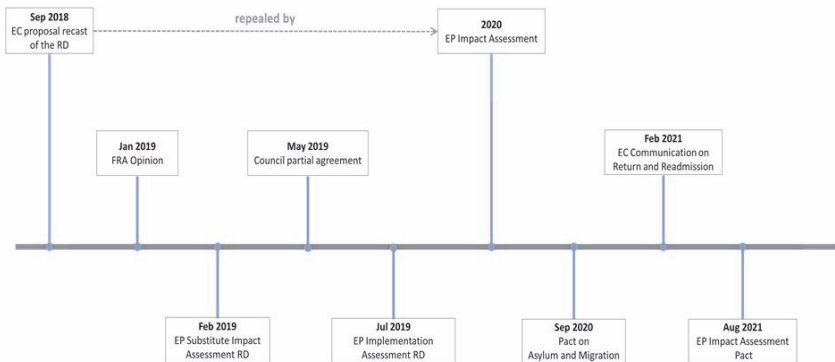 Sep 2018
EC proposal recast
of the RD
repealed by
2020
EP Impact Assessment
Jan 2019
FRA Opinion
May 2019
Council partial agreement
Feb 2021
EC Communication on
Return and Readmission
Feb 2019
EP Substitute Impact
Assessment RD
Jul 2019
EP Implementation
Assessment RD
Sep 2020
Pact on
Asylum and Migration
Aug 2021
EP Impact Assessment
Pact